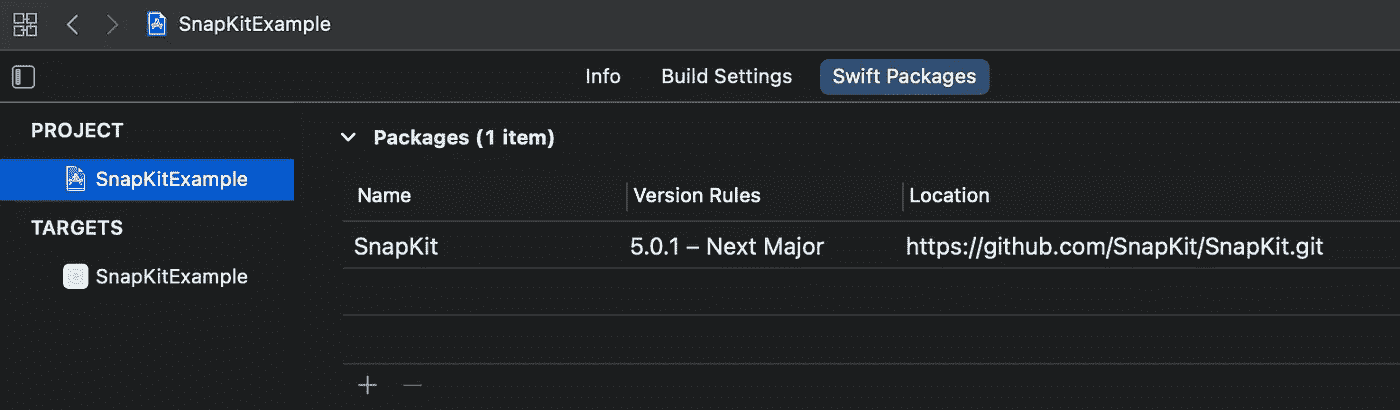 SnapKitExample
Info Build Settings Swift Packages
PROJECT
SnapKitExample
TARGETS
SnapKitExample
Packages (1 item)
Name Version Rules Location
SnapKit 5.0.1 – Next Major https://github.com/SnapKit/SnapKit.git